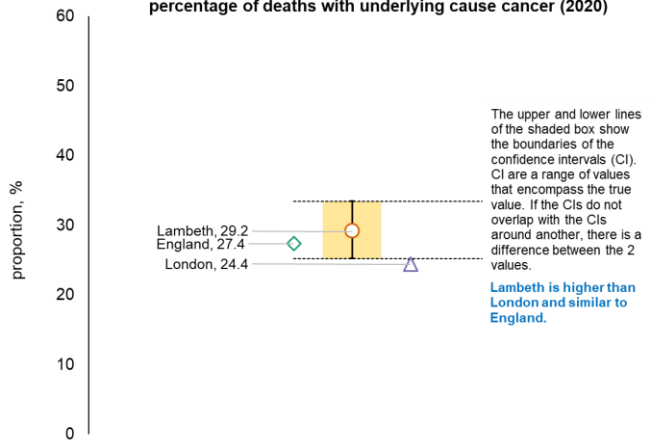 percentage of deaths with underlying cause cancer (2020)
60
50
40
30
20
10
0
proportion, %
Lambeth, 29.2
England, 27.4
London, 24.4
The upper and lower lines
of the shaded box show
the boundaries of the
confidence intervals (CI).
CI are a range of values
that encompass the true
value. If the CIs do not
overlap with the CIs
around another, there is a
difference between the 2
values.
Lambeth is higher than
London and similar to
England.